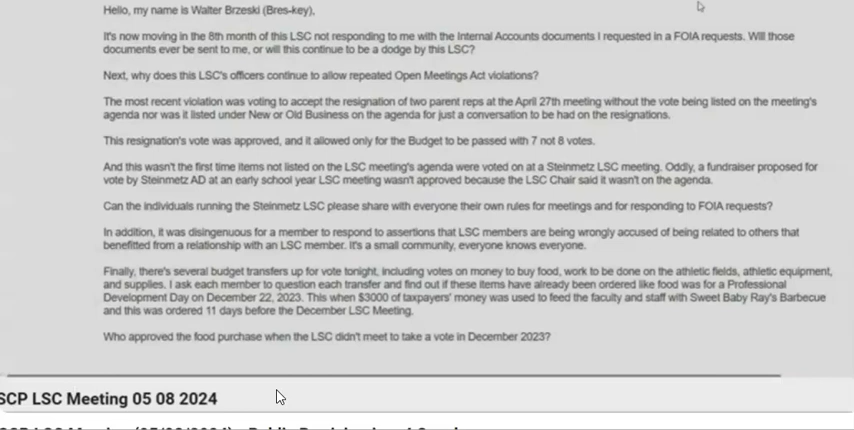 Hello, my name is Walter Brzeski (Bres-key),
It's now moving in the 8th month of this LSC not responding to me with the Internal Accounts documents I requested in a FOIA requests. Will those
documents ever be sent to me, or will this continue to be a dodge by this LSC?
Next, why does this LSC's officers continue to allow repeated Open Meetings Act violations?
The most recent violation was voting to accept the resignation of two parent reps at the April 27th meeting without the vote being listed on the meeting's
agenda nor was it listed under New or Old Business on the agenda for just a conversation to be had on the resignations.
This resignation's vote was approved, and it allowed only for the Budget to be passed with 7 not 8 votes.
And this wasn't the first time items not listed on the LSC meeting's agenda were voted on at a Steinmetz LSC meeting. Oddly, a fundraiser proposed for
vote by Steinmetz AD at an early school year LSC meeting wasn't approved because the LSC Chair said it wasn't on the agenda.
Can the individuals running the Steinmetz LSC please share with everyone their own rules for meetings and for responding to FOIA requests?
In addition, it was disingenuous for a member to respond to assertions that LSC members are being wrongly accused of being related to others that
benefitted from a relationship with an LSC member. It's a small community, everyone knows everyone.
Finally, there's several budget transfers up for vote tonight, including votes on money to buy food, work to be done on the athletic fields, athletic equipment,
and supplies. I ask each member to question each transfer and find out if these items have already been ordered like food was for a Professional
Development Day on December 22, 2023. This when $3000 of taxpayers' money was used to feed the faculty and staff with Sweet Baby Ray's Barbecue
and this was ordered 11 days before the December LSC Meeting.
Who approved the food purchase when the LSC didn't meet to take a vote in December 2023?
SCP LSC Meeting 05 08 2024